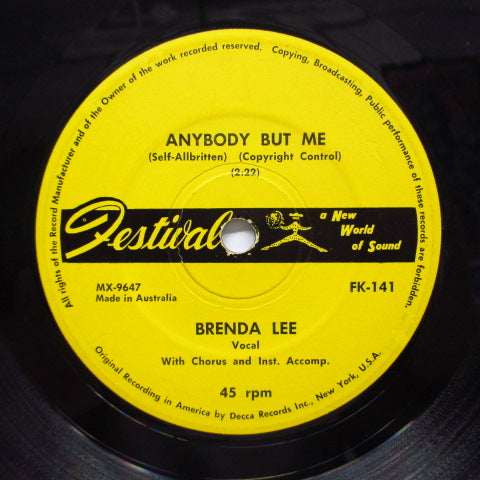 All rights of the Record Manufacturer and of the Owner of the work recorded reserved. Copying, Broadcasting, Public performance of these records are forbidden.
ANYBODY BUT ME
(Self-Allbritten) (Copyright Control)
(2:22)
Festival
a New
World
of Sound
MX-9647
Made in Australia
FK-141
BRENDA LEE
Vocal
With Chorus and Inst. Accomp.
45 rpm
Original Recording in America by Decca Records Inc., New York, U.S.A.